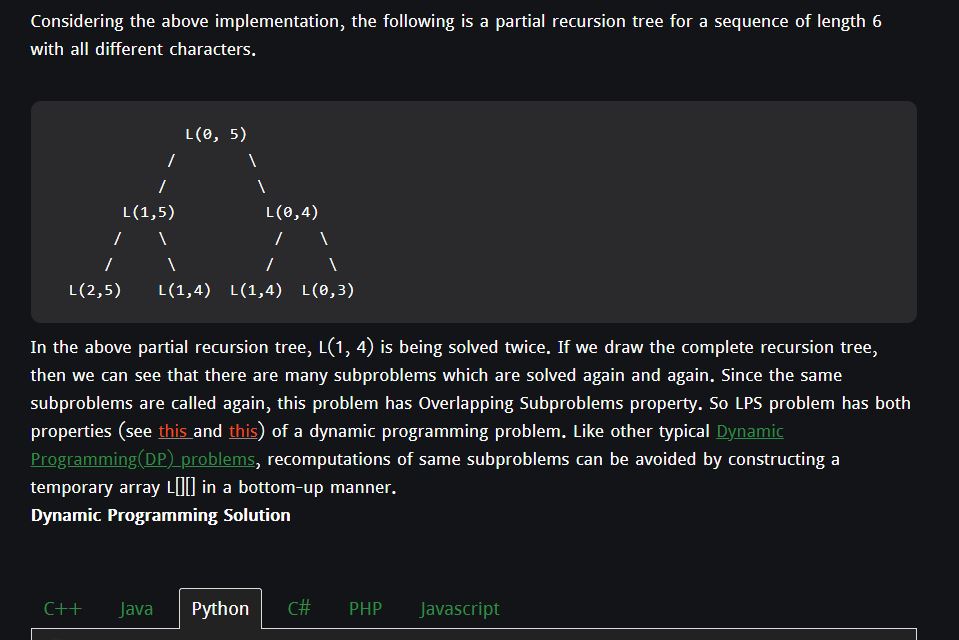 Considering the above implementation, the following is a partial recursion tree for a sequence of length 6
with all different characters.
L(0, 5)
/ \
/ \
L(1,5) L(0,4)
/ \ / \
/ \ / \
L(2,5) L(1,4) L(1,4) L(0,3)
In the above partial recursion tree, L(1, 4) is being solved twice. If we draw the complete recursion tree,
then we can see that there are many subproblems which are solved again and again. Since the same
subproblems are called again, this problem has Overlapping Subproblems property. So LPS problem has both
properties (see this and this) of a dynamic programming problem. Like other typical Dynamic
Programming(DP) problems, recomputations of same subproblems can be avoided by constructing a
temporary array L[][] in a bottom-up manner.
Dynamic Programming Solution
C++ Java Python C# PHP Javascript